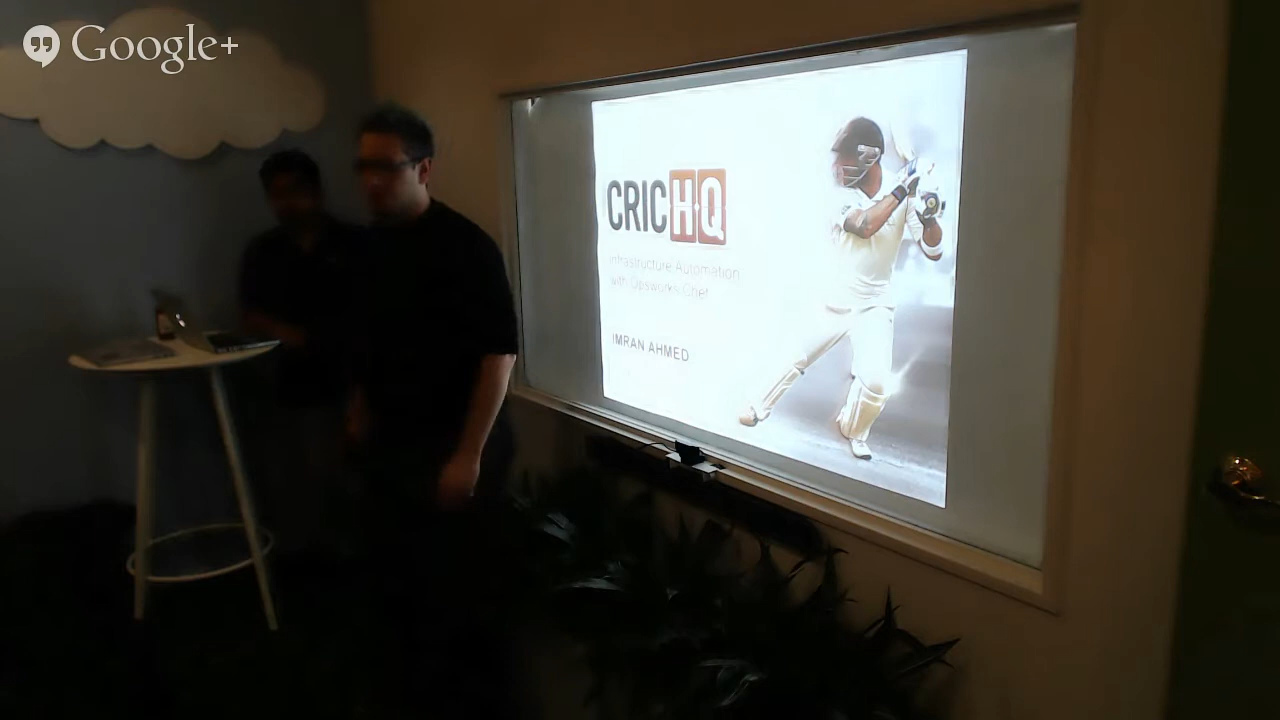 Google+
CRICHQ
Infrastructure Automation
with Opsworks Chef
IMRAN AHMED